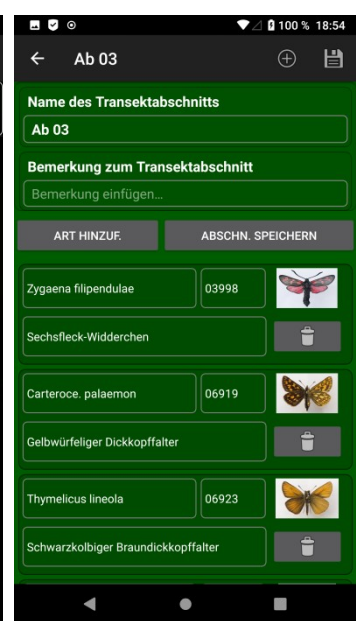 100 % 18:54
Ab 03
Name des Transektabschnitts
Ab 03
Bemerkung zum Transektabschnitt
Bemerkung einfügen…
ART HINZUF. ABSCHN. SPEICHERN
Zygaena filipendulae 03998
Sechsfleck-Widderchen
Carteroce. palaemon 06919
Gelbwürfeliger Dickkopffalter
Thymelicus lineola 06923
Schwarzkolbiger Braundickkopffalter